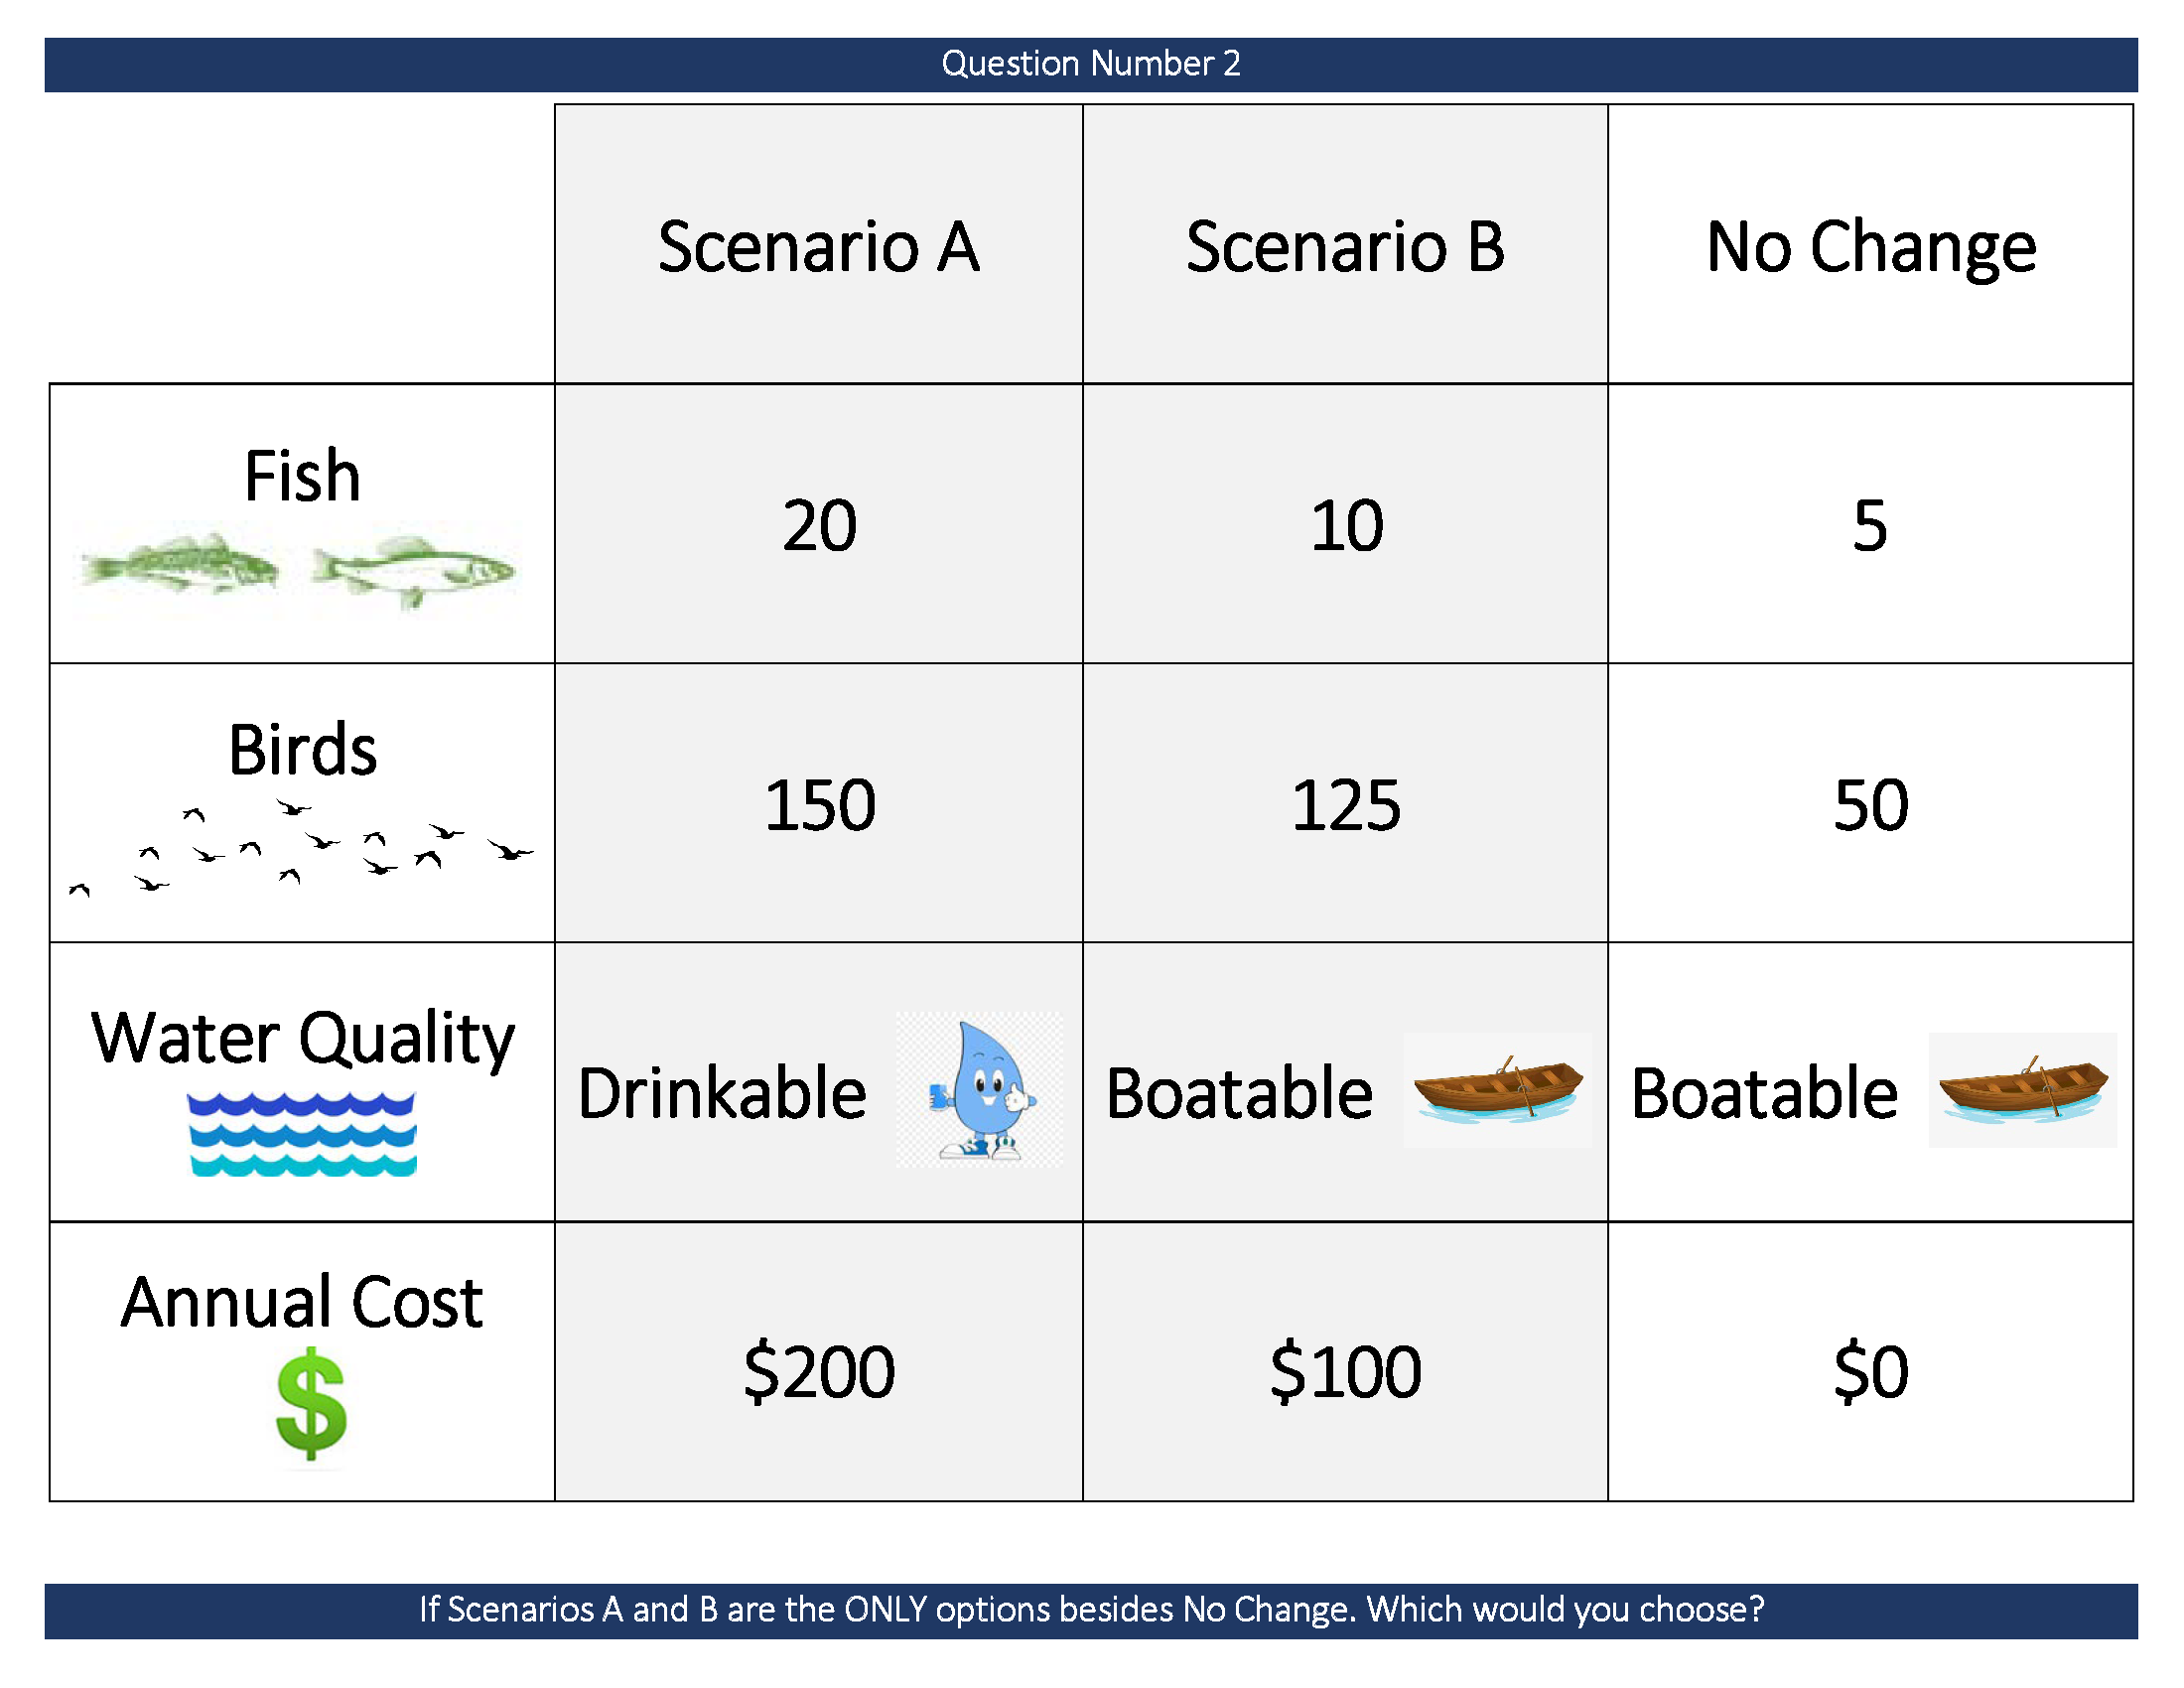 Question Number 2
Scenario A Scenario B No Change
Fish 20 10 5
Birds 150 125 50
Water Quality Drinkable Boatable Boatable
Annual Cost $200 $100 $0
$
If Scenarios A and B are the ONLY options besides No Change. Which would you choose?